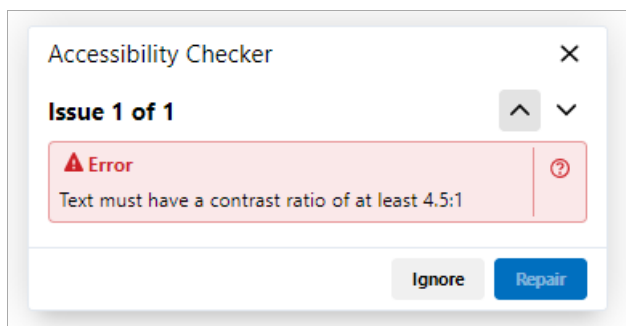 Accessibility Checker
Issue 1 of 1
Error
Text must have a contrast ratio of at least 4.5:1
Ignore
Repair